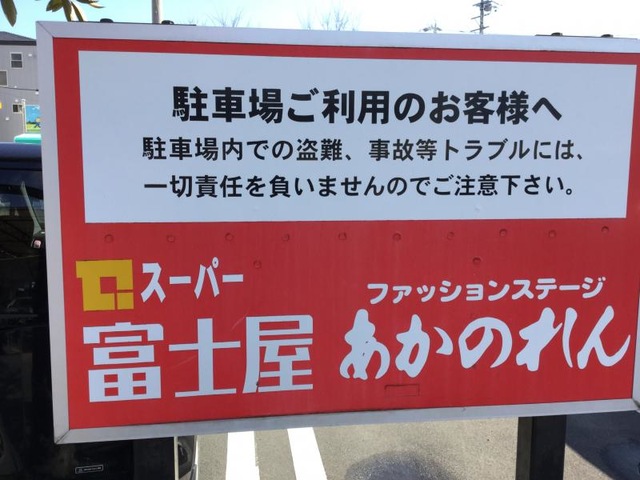 駐車場ご利用のお客様へ
駐車場内での盗難、事故等トラブルには、
一切責任を負いませんのでご注意下さい。
スーパー
富士屋
ファッションステージ
あかのれん